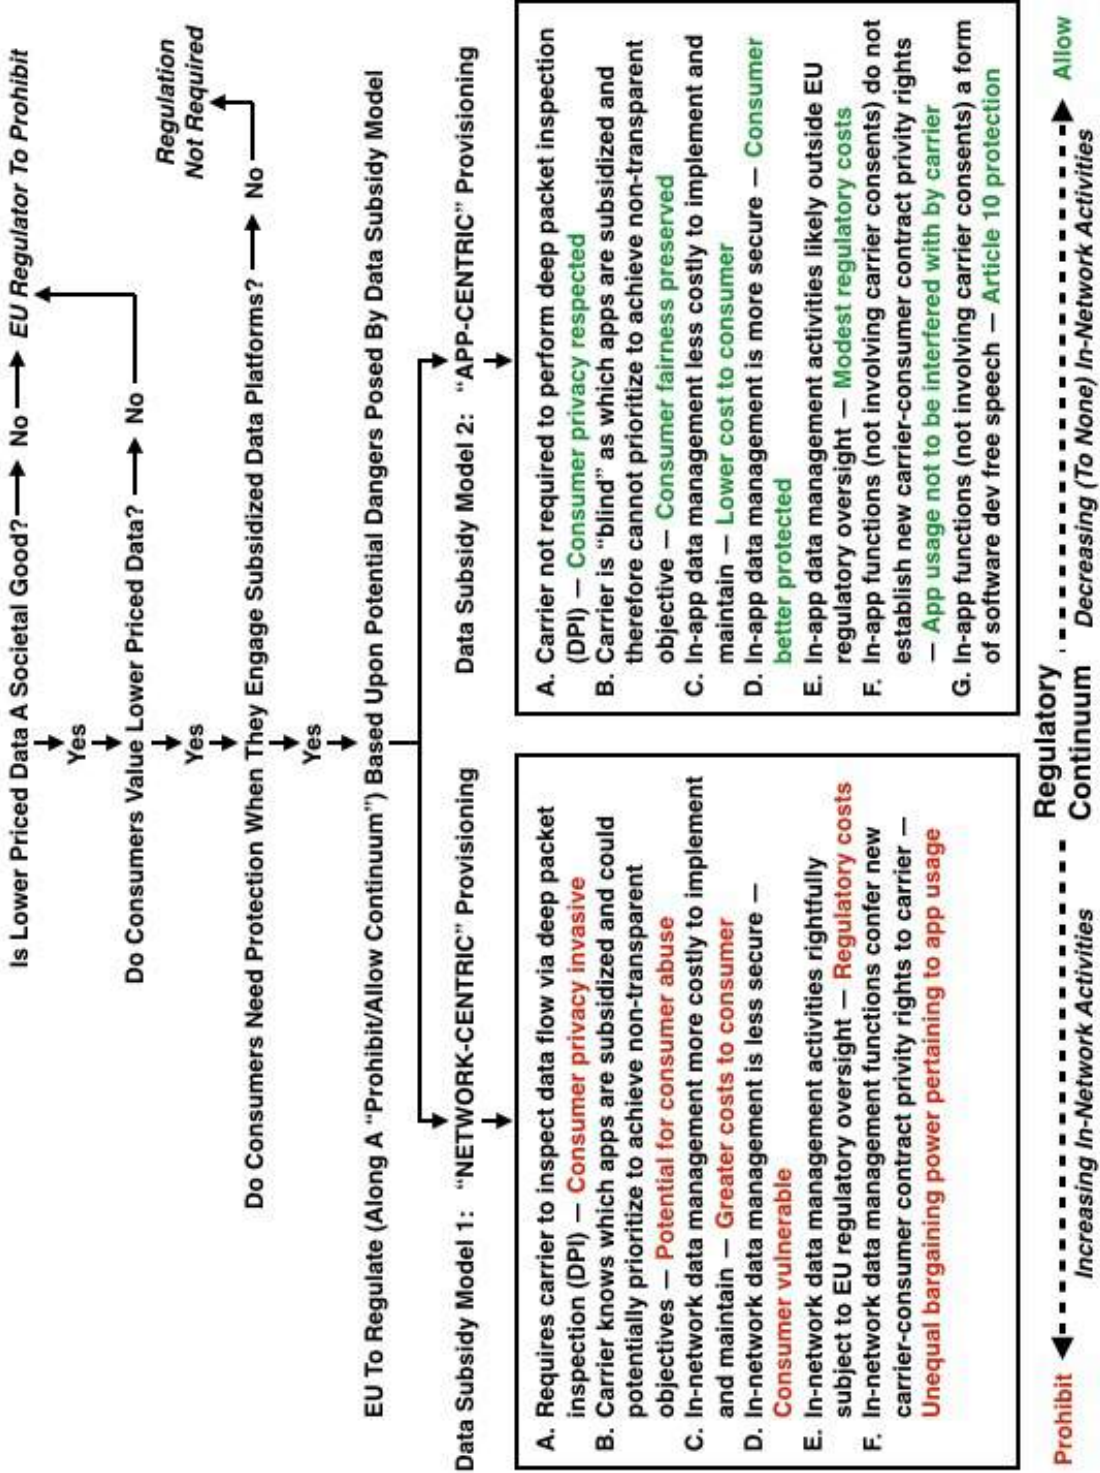 Is Lower Priced Data A Societal Good? No EU Regulator To Prohibit
Yes
Do Consumers Value Lower Priced Data? No
Regulation
Not Required
Yes
Do Consumers Need Protection When They Engage Subsidized Data Platforms? No
Yes
EU To Regulate (Along A “Prohibit/Allow Continuum”) Based Upon Potential Dangers Posed By Data Subsidy Model
Data Subsidy Model 1: “NETWORK-CENTRIC” Provisioning
A. Requires carrier to inspect data flow via deep packet
inspection (DPI) — Consumer privacy invasive
B. Carrier knows which apps are subsidized and could
potentially prioritize to achieve non-transparent
objectives — Potential for consumer abuse
C. In-network data management more costly to implement
and maintain — Greater costs to consumer
D. In-network data management is less secure —
Consumer vulnerable
E. In-network data management activities rightfully
subject to EU regulatory oversight — Regulatory costs
F. In-network data management functions confer new
carrier-consumer contract privity rights to carrier —
Unequal bargaining power pertaining to app usage
Data Subsidy Model 2: “APP-CENTRIC” Provisioning
A. Carrier not required to perform deep packet inspection
(DPI) — Consumer privacy respected
B. Carrier is “blind” as which apps are subsidized and
therefore cannot prioritize to achieve non-transparent
objective — Consumer fairness preserved
C. In-app data management less costly to implement and
maintain — Lower cost to consumer
D. In-app data management is more secure — Consumer
better protected
E. In-app data management activities likely outside EU
regulatory oversight — Modest regulatory costs
F. In-app functions (not involving carrier consents) do not
establish new carrier-consumer contract privity rights
— App usage not to be interfered with by carrier
G. In-app functions (not involving carrier consents) a form
of software dev free speech — Article 10 protection
Prohibit
Increasing In-Network Activities
Regulatory
Continuum
Decreasing (To None) In-Network Activities
Allow